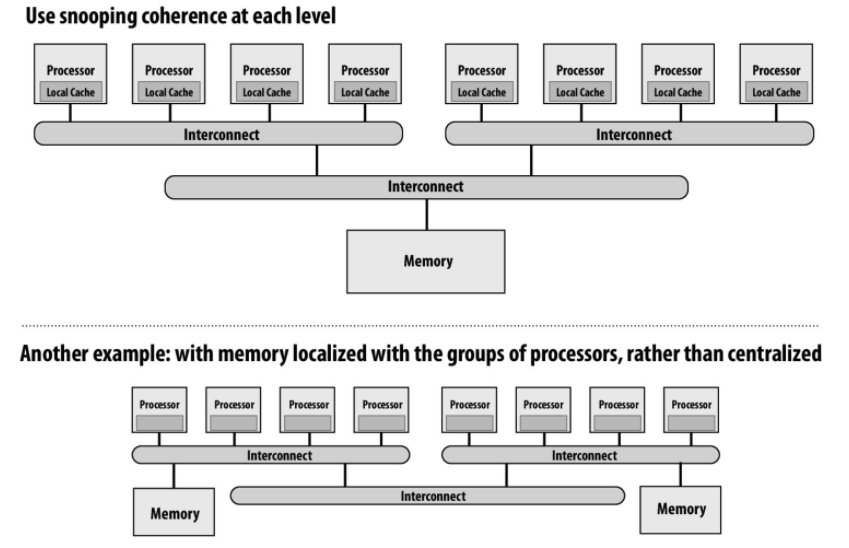 Use snooping coherence at each level
Processor Processor Processor Processor Processor Processor Processor Processor
Local Cache Local Cache Local Cache Local Cache Local Cache Local Cache Local Cache Local Cache
Interconnect Interconnect
Interconnect
Memory
Another example: with memory localized with the groups of processors, rather than centralized
Processor Processor Processor Processor Processor Processor Processor Processor
Interconnect Interconnect
Interconnect
Memory Memory